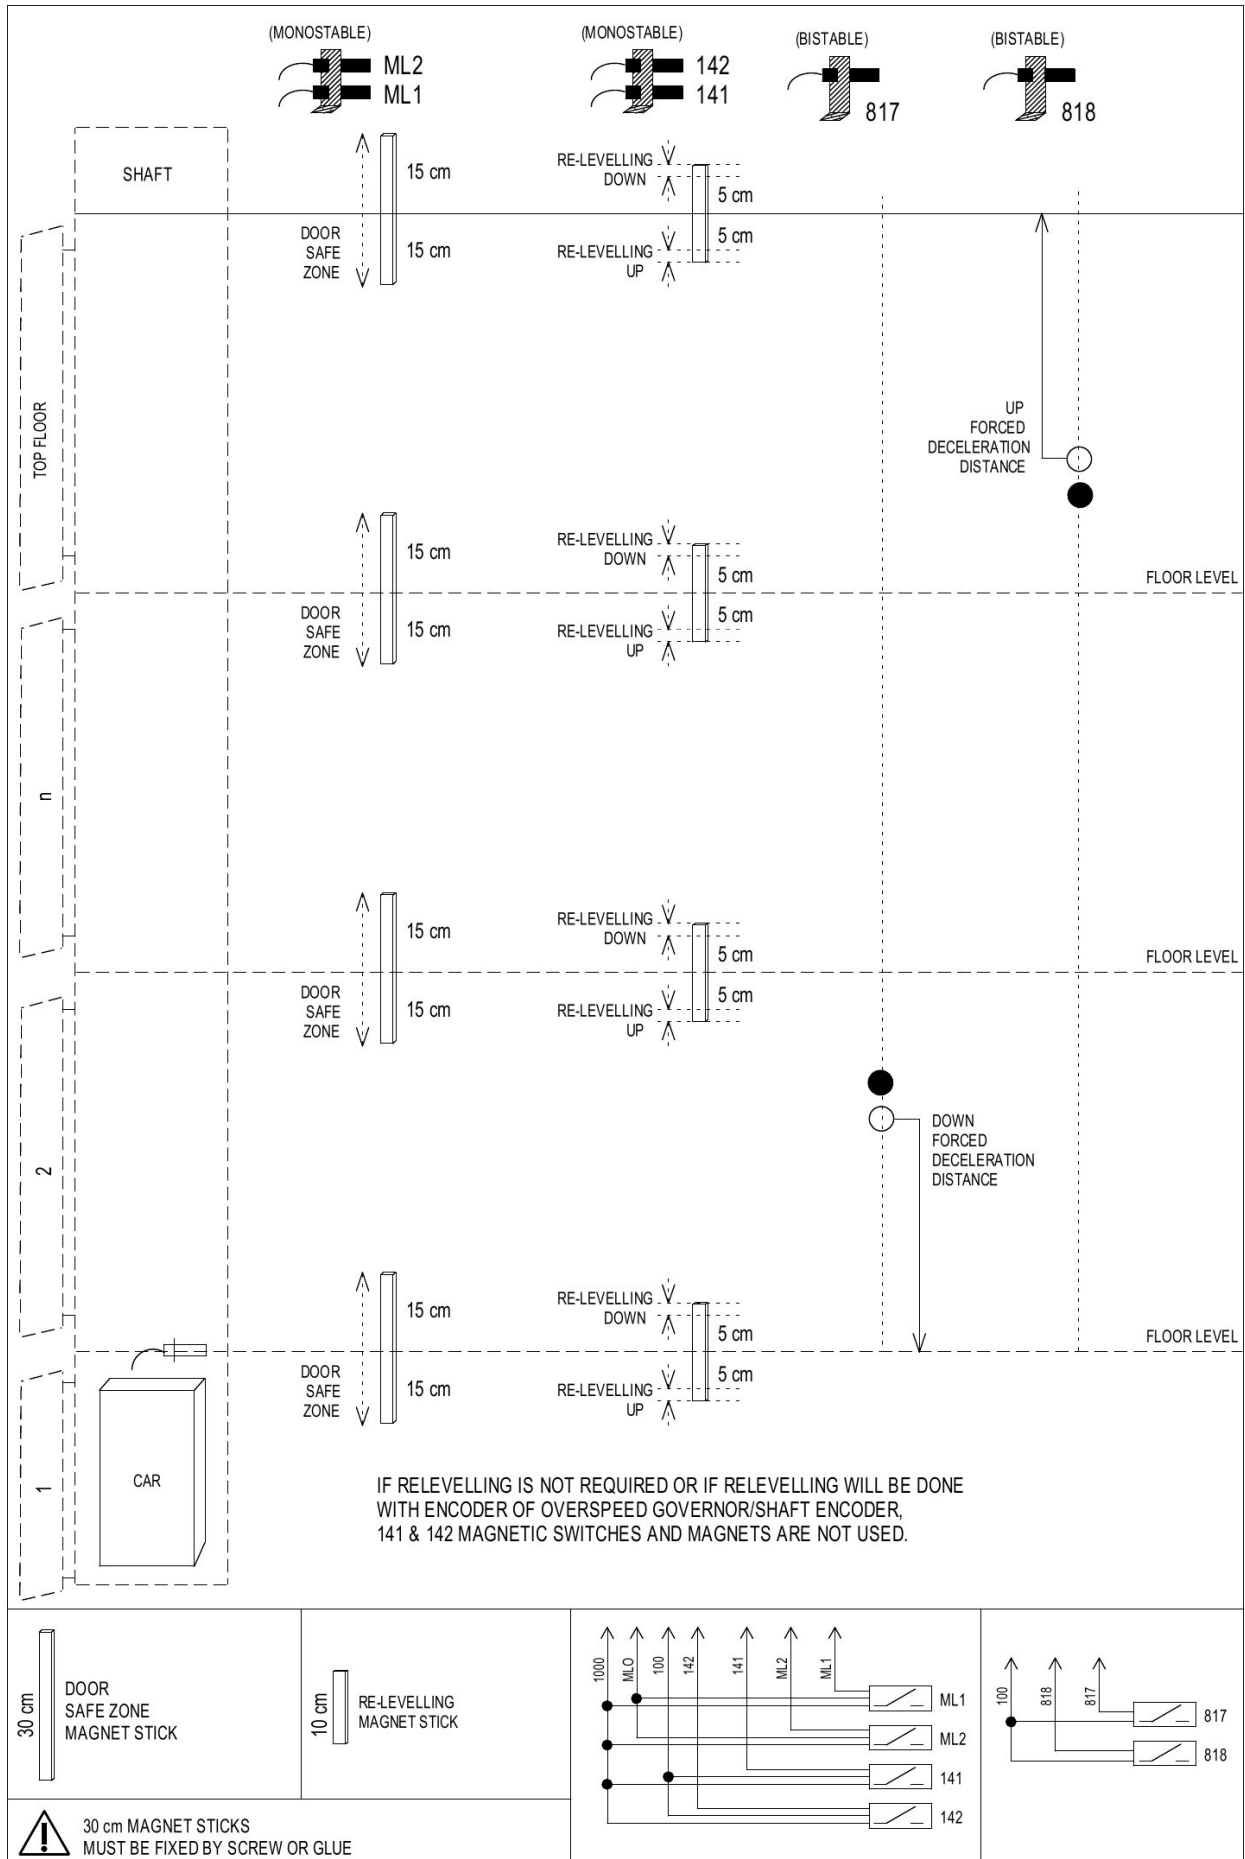 (MONOSTABLE)
ML2
ML1
(MONOSTABLE)
142
141
(BISTABLE)
817
(BISTABLE)
818
SHAFT
15 cm
DOOR
SAFE
ZONE
15 cm
RE-LEVELLING
DOWN
5 cm
5 cm
RE-LEVELLING
UP
TOP FLOOR
UP
FORCED
DECELERATION
DISTANCE
15 cm
DOOR
SAFE
ZONE
15 cm
RE-LEVELLING
DOWN
5 cm
5 cm
RE-LEVELLING
UP
FLOOR LEVEL
n
15 cm
DOOR
SAFE
ZONE
15 cm
RE-LEVELLING
DOWN
5 cm
5 cm
RE-LEVELLING
UP
FLOOR LEVEL
2
DOWN
FORCED
DECELERATION
DISTANCE
15 cm
DOOR
SAFE
ZONE
15 cm
RE-LEVELLING
DOWN
5 cm
5 cm
RE-LEVELLING
UP
FLOOR LEVEL
1
CAR
IF RELEVELLING IS NOT REQUIRED OR IF RELEVELLING WILL BE DONE
WITH ENCODER OF OVERSPEED GOVERNOR/SHAFT ENCODER,
141 & 142 MAGNETIC SWITCHES AND MAGNETS ARE NOT USED.
30 cm
DOOR
SAFE ZONE
MAGNET STICK
10 cm
RE-LEVELLING
MAGNET STICK
1000
MLO
100
142
141
ML2
ML1
ML1
ML2
141
142
100
818
817
817
818
30 cm MAGNET STICKS
MUST BE FIXED BY SCREW OR GLUE